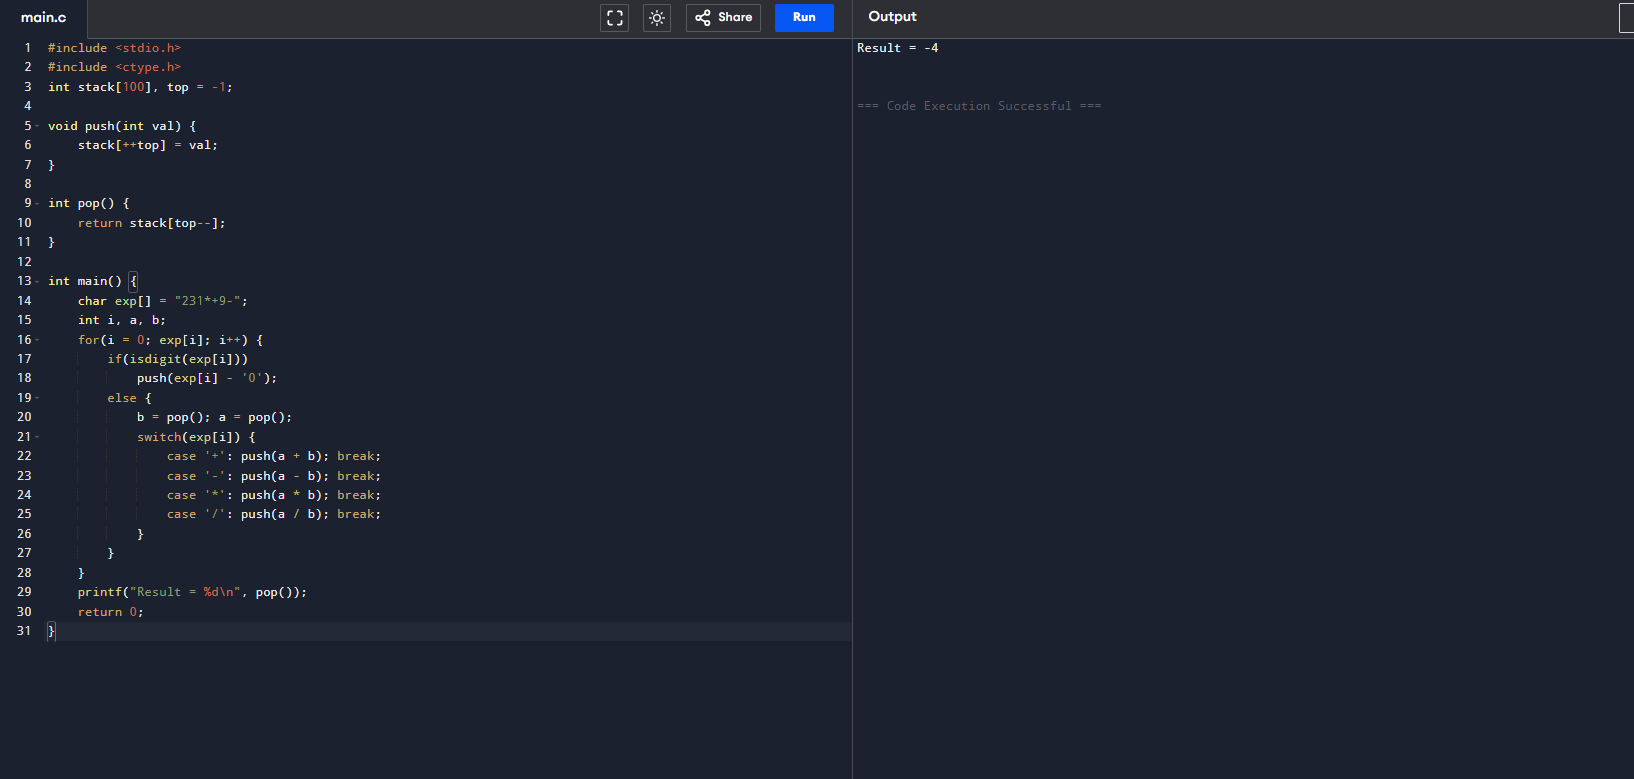 main.c
Share
Run
Output
1 #include <stdio.h>
2 #include <ctype.h>
3 int stack[100], top = -1;
4
5 void push(int val) {
6     stack[++top] = val;
7 }
8
9 int pop() {
10     return stack[top--];
11 }
12
13 int main() {
14     char exp[] = "231*+9-";
15     int i, a, b;
16     for(i = 0; exp[i]; i++) {
17         if(isdigit(exp[i]))
18             push(exp[i] - '0');
19         else {
20             b = pop(); a = pop();
21             switch(exp[i]) {
22                 case '+': push(a + b); break;
23                 case '-': push(a - b); break;
24                 case '*': push(a * b); break;
25                 case '/': push(a / b); break;
26             }
27         }
28     }
29     printf("Result = %d\n", pop());
30     return 0;
31 }
Result = -4
=== Code Execution Successful ===